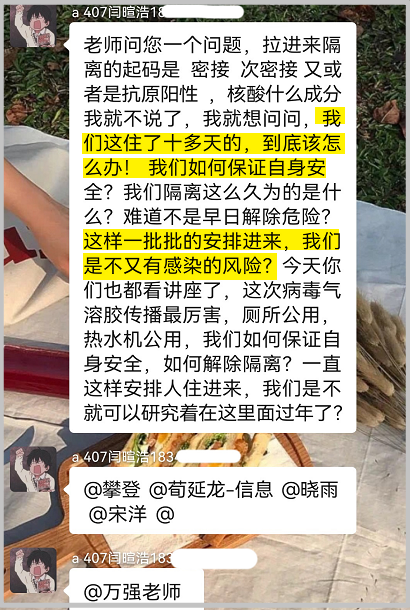 a 407闫暄浩183
老师问您一个问题，拉进来隔
离的起码是 密接 次密接 又或
者是抗原阳性 ，核酸什么成分
我就不说了，我就想问问，我
们这住了十多天的，到底该怎
么办！ 我们如何保证自身安
全？我们隔离这么久为的是什
么？难道不是早日解除危险？
这样一批批的安排进来，我们
是不又有感染的风险？今天你
们也都看讲座了，这次病毒气
溶胶传播最厉害，厕所公用，
热水机公用，我们如何保证自
身安全，如何解除隔离？一直
这样安排人住进来，我们是不
就可以研究着在这里面过年了？
a 407闫暄浩183
@攀登 @荀延龙-信息 @晓雨
@宋洋 @
a 407闫暄浩183
@万强老师